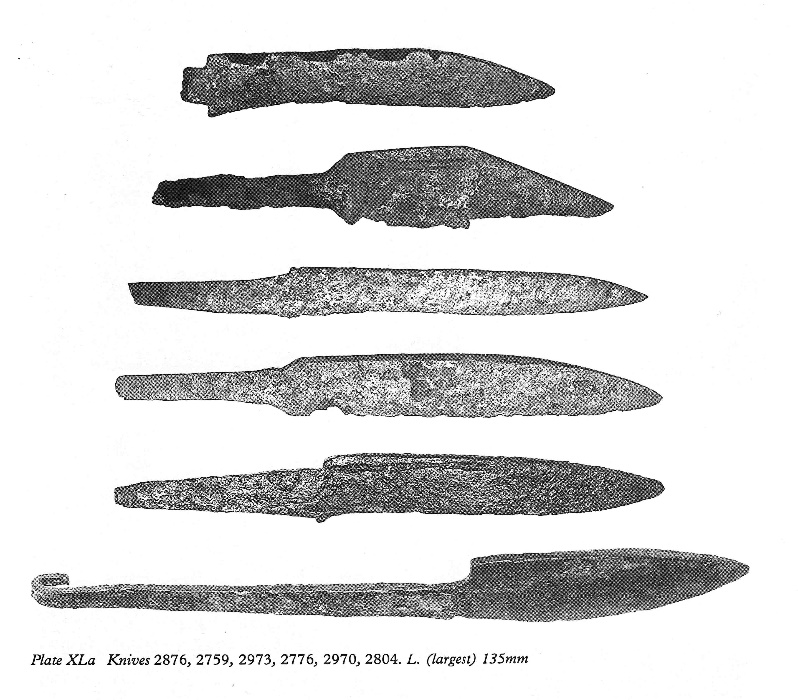 Plate XLa Knives 2876, 2759, 2973, 2776, 2970, 2804. L. (largest) 135mm